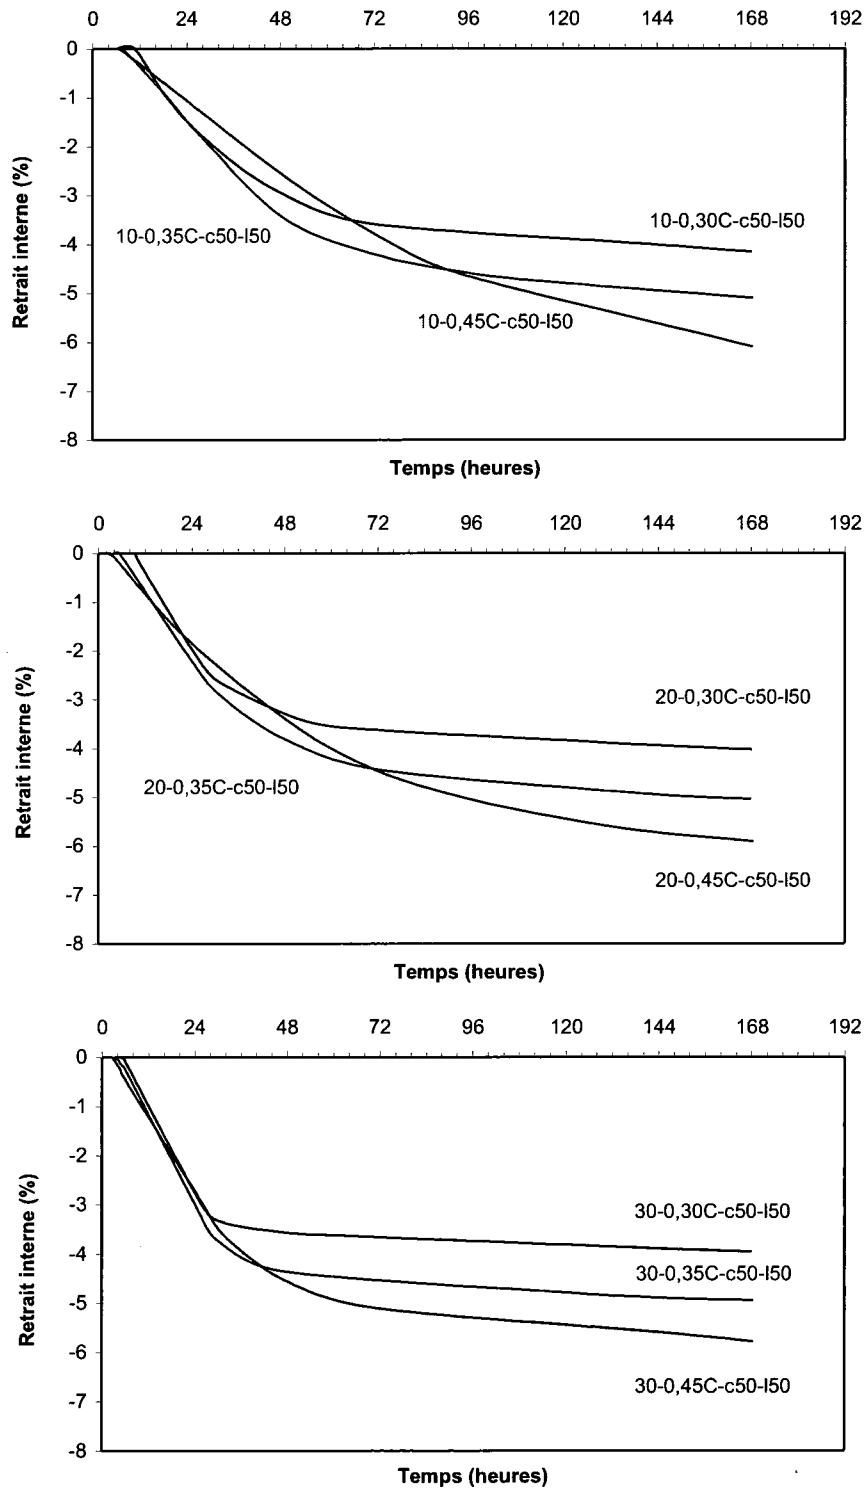 0 24 48 72 96 120 144 168 192
0
-1
-2
-3
-4
-5
-6
-7
-8
Retrait interne (%)
10-0,30C-c50-l50
10-0,35C-c50-l50
10-0,45C-c50-l50
Temps (heures)
0 24 48 72 96 120 144 168 192
0
-1
-2
-3
-4
-5
-6
-7
-8
Retrait interne (%)
20-0,30C-c50-l50
20-0,35C-c50-l50
20-0,45C-c50-l50
Temps (heures)
0 24 48 72 96 120 144 168 192
0
-1
-2
-3
-4
-5
-6
-7
-8
Retrait interne (%)
30-0,30C-c50-l50
30-0,35C-c50-l50
30-0,45C-c50-l50
Temps (heures)